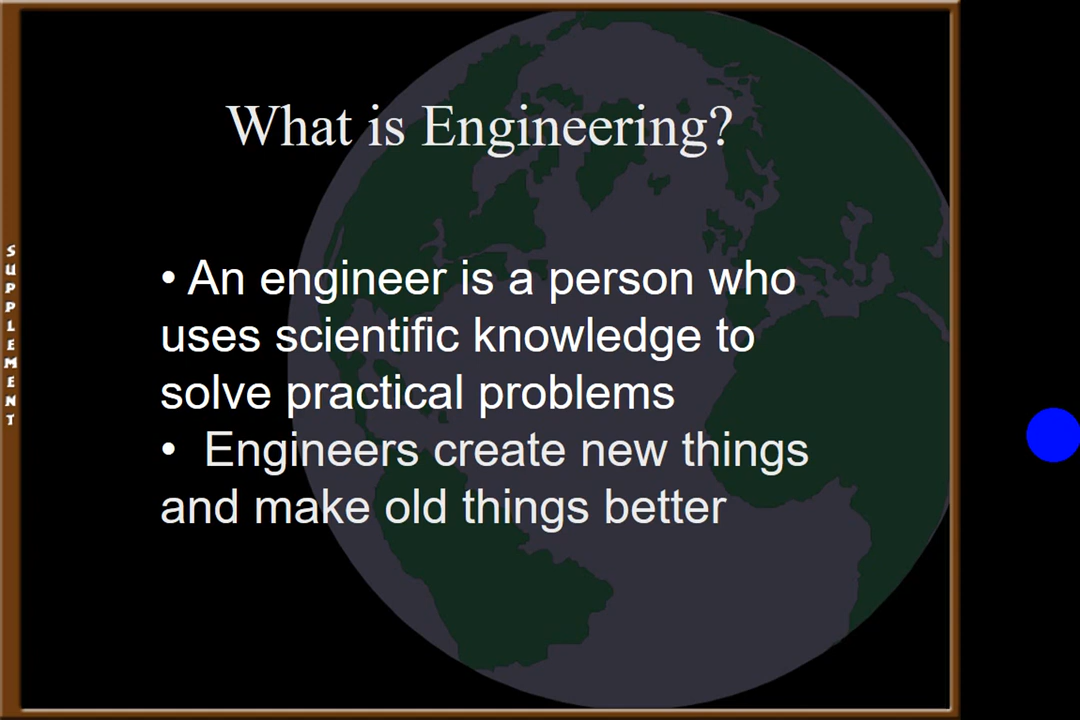 What is Engineering?
• An engineer is a person who
uses scientific knowledge to
solve practical problems
• Engineers create new things
and make old things better
SUPPLEMENT